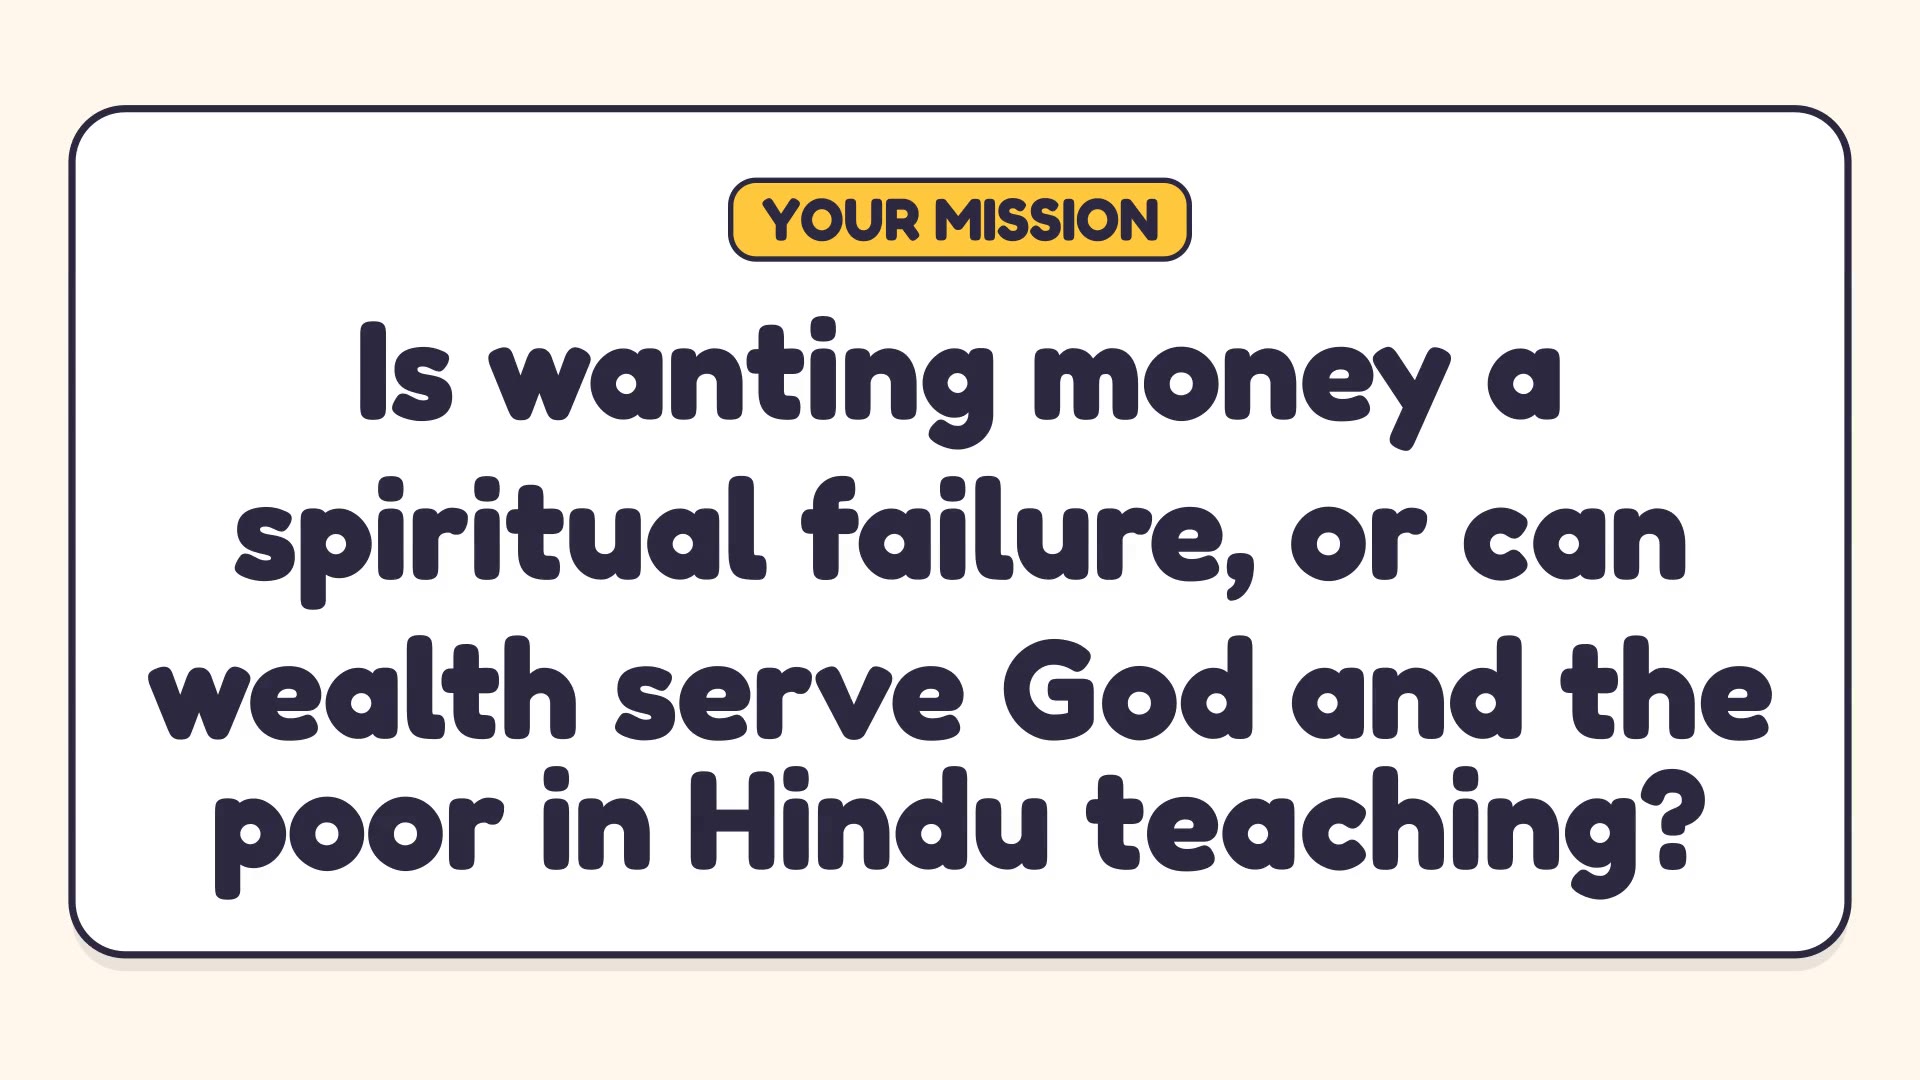 YOUR MISSION
Is wanting money a
spiritual failure, or can
wealth serve God and the
poor in Hindu teaching?